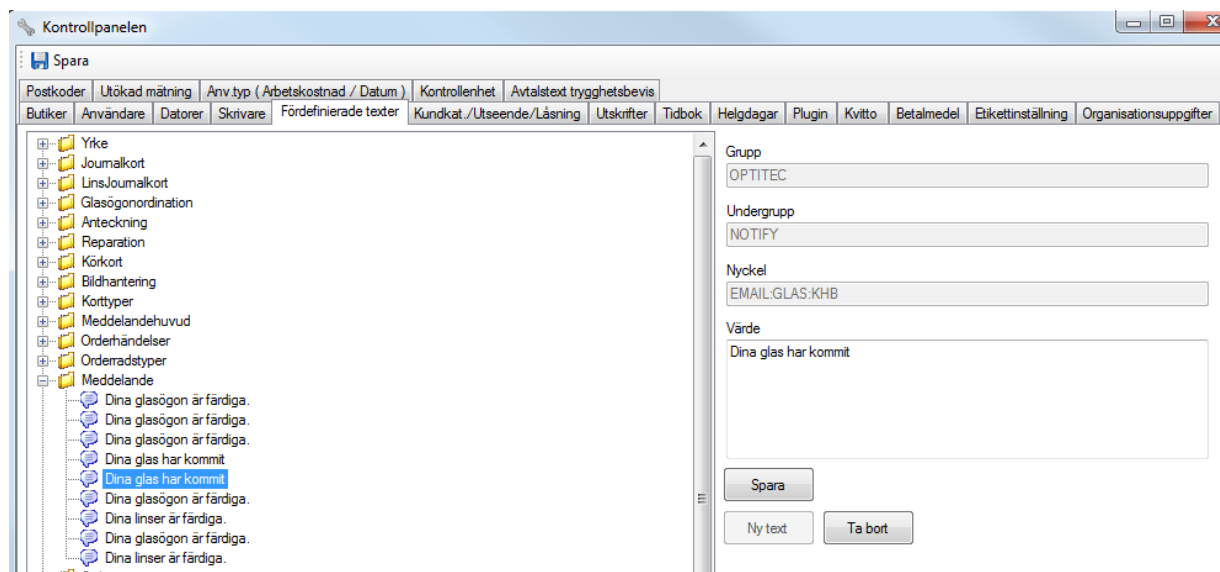 Kontrollpanelen
Spara
Postkoder Utökad mätning Anv.typ ( Arbetskostnad / Datum ) Kontrollenhet Avtalstext trygghetsbevis
Butiker Användare Datorer Skrivare Fördefinierade texter Kundkat./Utseende/Låsning Utskrifter Tidbok Helgdagar Plugin Kvitto Betalmedel Etikettinställning Organisationsuppgifter
Yrke
Journalkort
LinsJournalkort
Glasögonordination
Anteckning
Reparation
Körkort
Bildhantering
Korttyper
Meddelandehuvud
Orderhändelser
Orderradstyper
Meddelande
Dina glasögon är färdiga.
Dina glasögon är färdiga.
Dina glasögon är färdiga.
Dina glas har kommit
Dina glas har kommit
Dina glasögon är färdiga.
Dina linser är färdiga.
Dina glasögon är färdiga.
Dina linser är färdiga.
Grupp
OPTITEC
Undergrupp
NOTIFY
Nyckel
EMAIL:GLAS:KHB
Värde
Dina glas har kommit
Spara
Ny text Ta bort